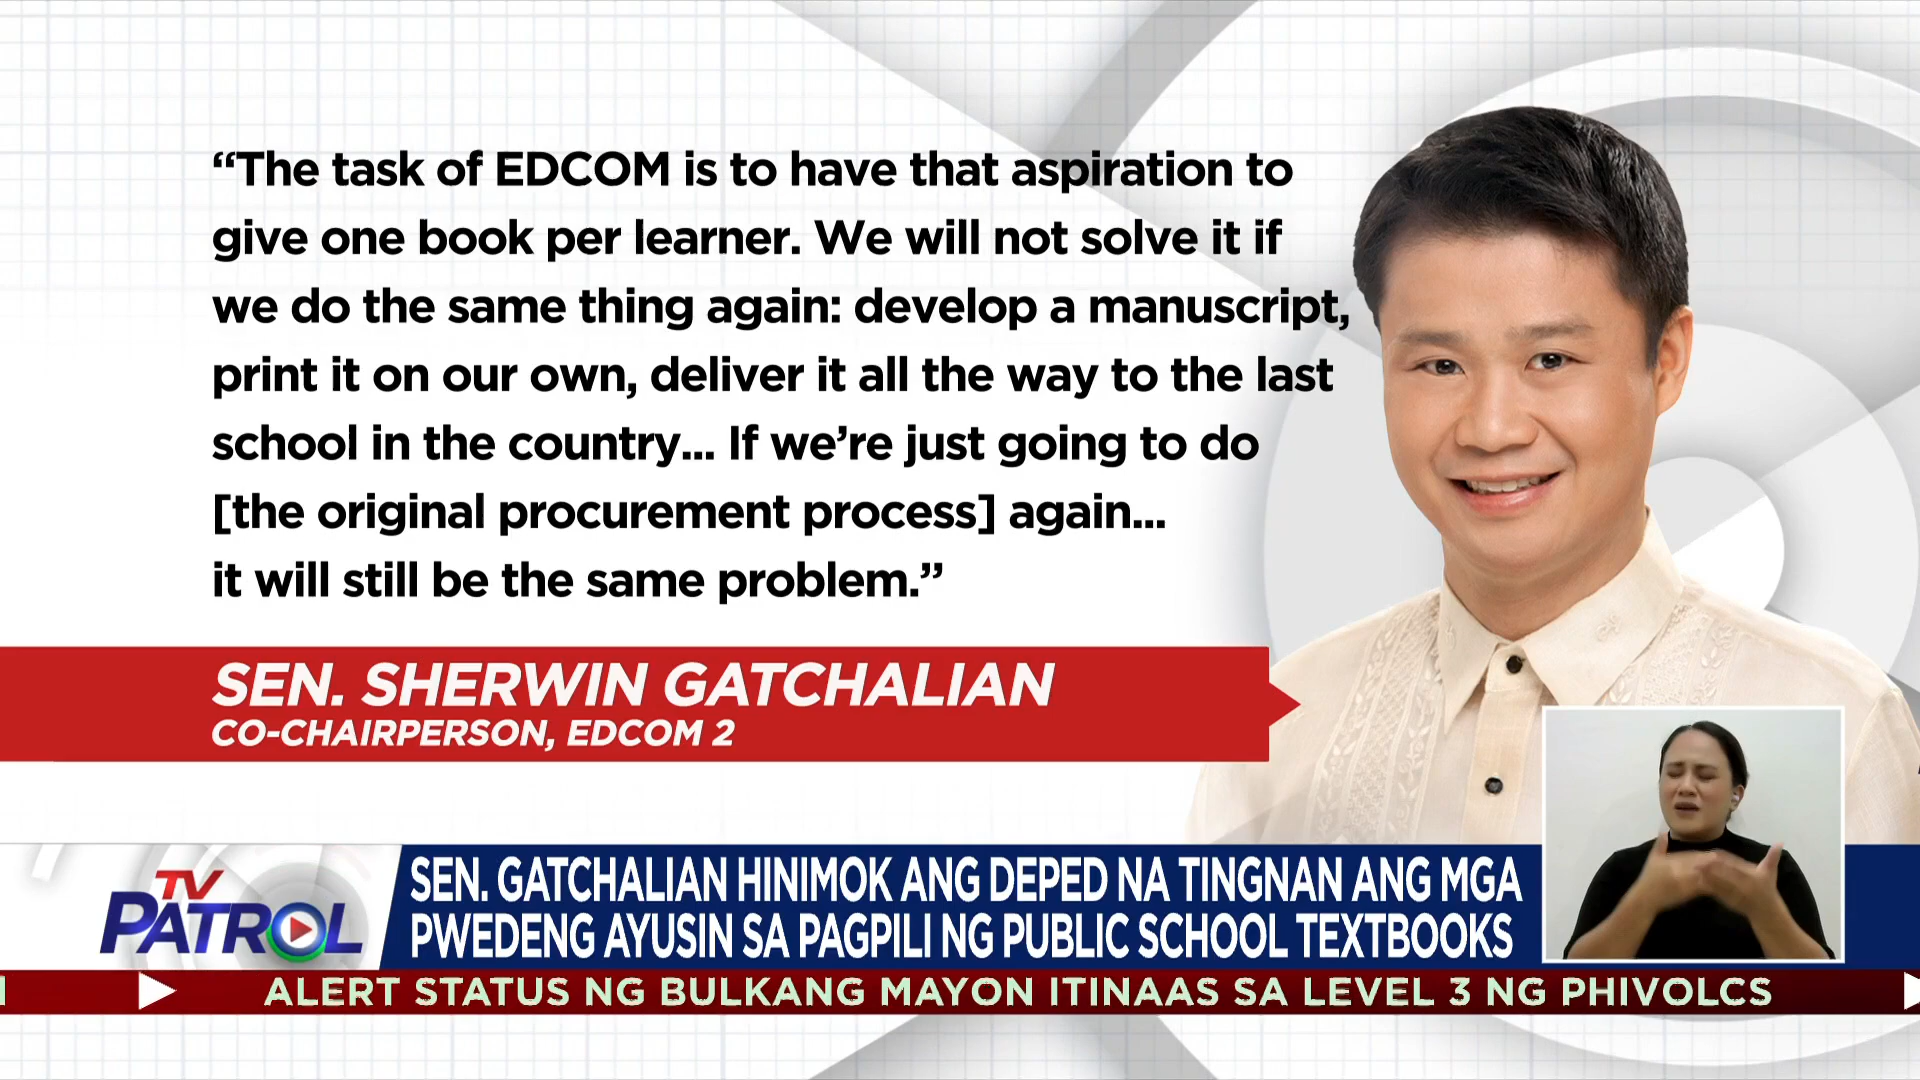 “The task of EDCOM is to have that aspiration to
give one book per learner. We will not solve it if
we do the same thing again: develop a manuscript,
print it on our own, deliver it all the way to the last
school in the country... If we’re just going to do
[the original procurement process] again...
it will still be the same problem.”
SEN. SHERWIN GATCHALIAN
CO-CHAIRPERSON, EDCOM 2
TV
PATROL
SEN. GATCHALIAN HINIMOK ANG DEPED NA TINGNAN ANG MGA
PWEDENG AYUSIN SA PAGPILI NG PUBLIC SCHOOL TEXTBOOKS
ALERT STATUS NG BULKANG MAYON ITINAAS SA LEVEL 3 NG PHIVOLCS